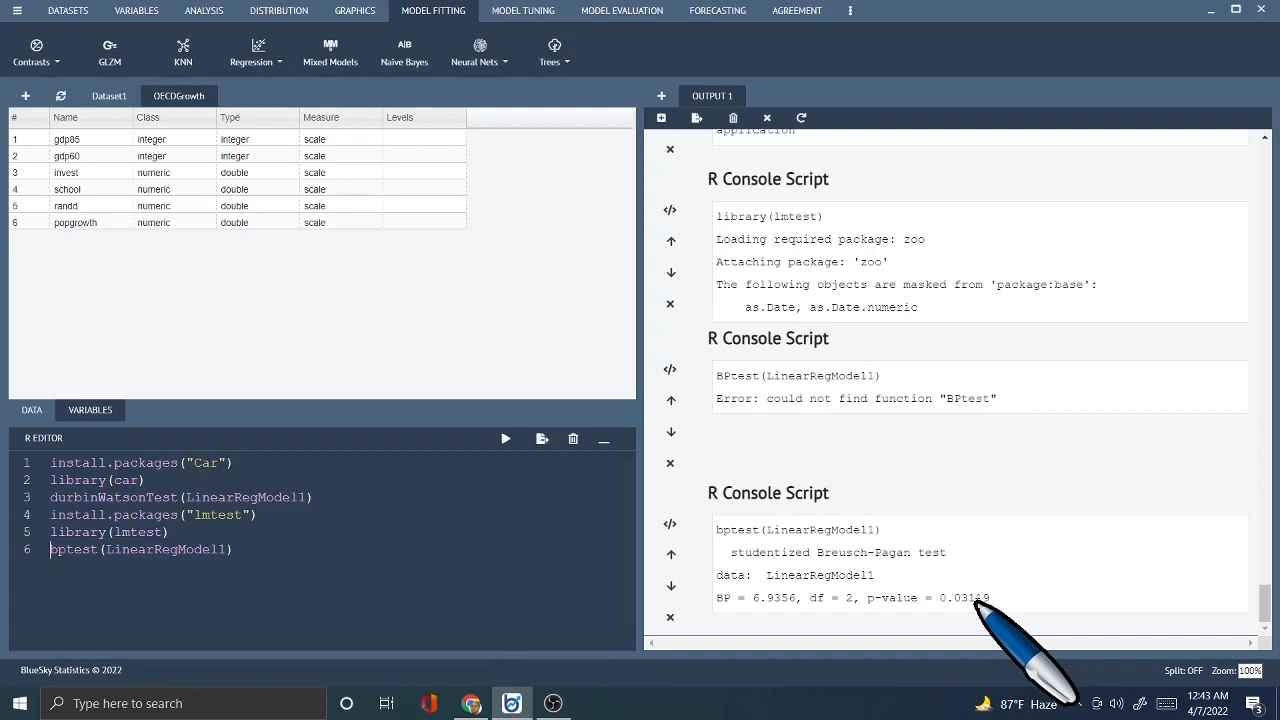 DATASETS VARIABLES ANALYSIS DISTRIBUTION GRAPHICS MODEL FITTING MODEL TUNING MODEL EVALUATION FORECASTING AGREEMENT
Contrasts GLZM KNN Regression Mixed Models Naive Bayes Neural Nets Trees
Dataset1 OECDGrowth
# Name Class Type Measure Levels
1 gdp85 integer integer scale
2 gdp60 integer integer scale
3 invest numeric double scale
4 school numeric double scale
5 randd numeric double scale
6 popgrowth numeric double scale
DATA VARIABLES
R EDITOR
1 install.packages("Car")
2 library(car)
3 durbinWatsonTest(LinearRegModel1)
4 install.packages("lmtest")
5 library(lmtest)
6 bptest(LinearRegModel1)
OUTPUT 1
application
R Console Script
library(lmtest)
Loading required package: zoo
Attaching package: 'zoo'
The following objects are masked from 'package:base':
as.Date, as.Date.numeric
R Console Script
BPtest(LinearRegModel1)
Error: could not find function "BPtest"
R Console Script
bptest(LinearRegModel1)
studentized Breusch-Pagan test
data: LinearRegModel1
BP = 6.9356, df = 2, p-value =
BlueSky Statistics © 2022
Split: OFF Zoom: 100%
Type here to search
87°F Haze
12:43 AM
4/7/2022
3